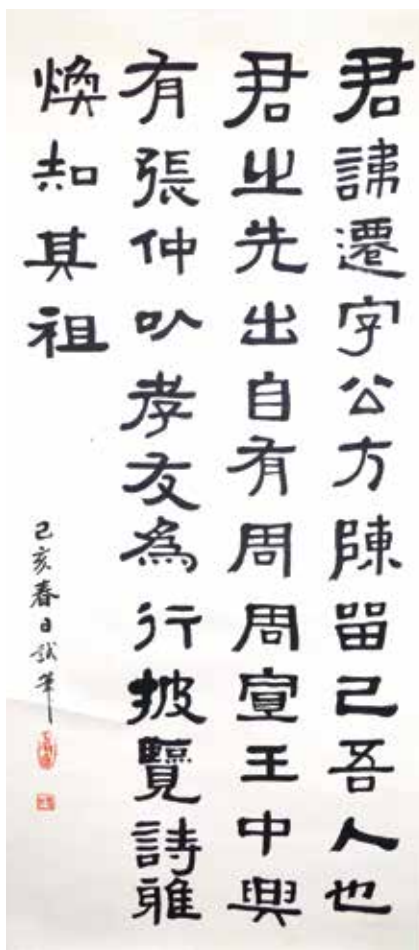 君諱遷字公方陳留己吾人也
君之先出自有周周宣王中興
有張仲以孝友為行披覽詩雅
煥知其祖
己亥春日試筆